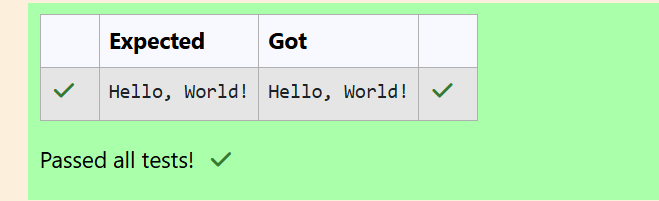 Expected Got
Hello, World! Hello, World!
Passed all tests!